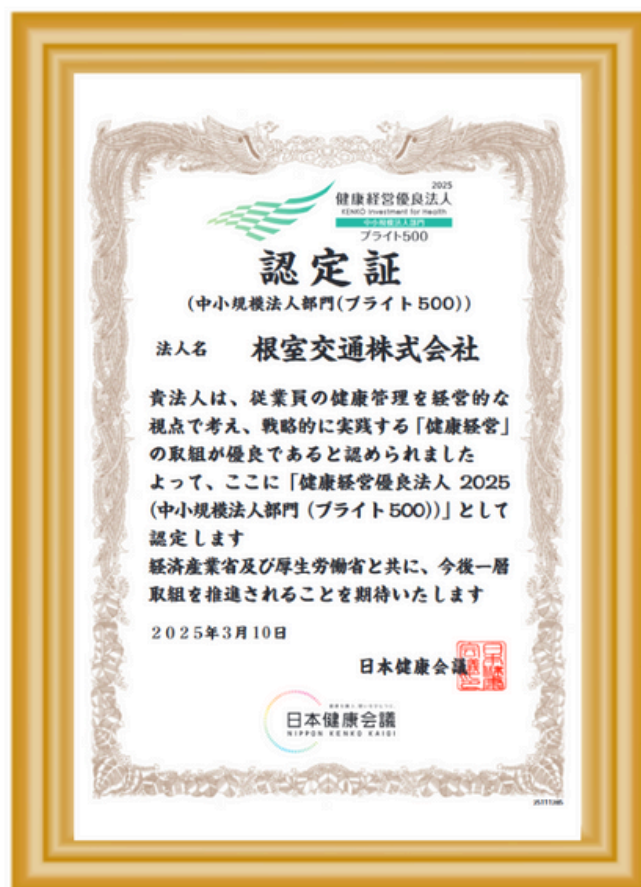 2025
健康経営優良法人
KENKO Investment for Health
中小規模法人部門
ブライト500
認定証
(中小規模法人部門(ブライト500))
法人名 根室交通株式会社
貴法人は、従業員の健康管理を経営的な
視点で考え、戦略的に実践する「健康経営」
の取組が優良であると認められました
よって、ここに「健康経営優良法人 2025
(中小規模法人部門 (ブライト500))」として
認定します
経済産業省及び厚生労働省と共に、今後一層
取組を推進されることを期待いたします
2025年3月10日
日本健康会議
日本健康会議
NIPPON KENKO KAIGI